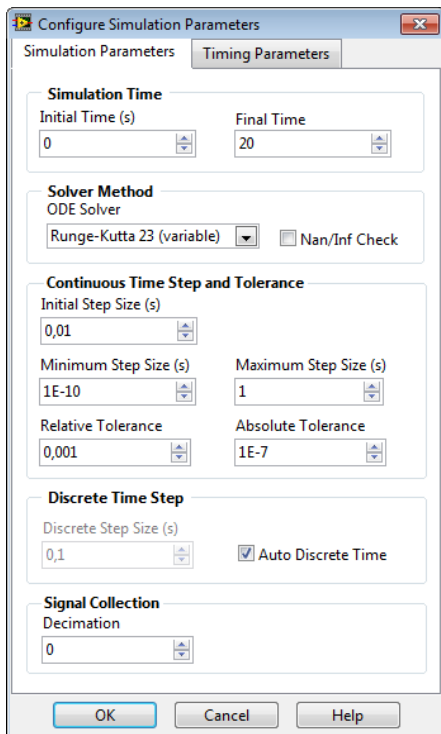 Configure Simulation Parameters
Simulation Parameters Timing Parameters
Simulation Time
Initial Time (s) Final Time
0 20
Solver Method
ODE Solver
Runge-Kutta 23 (variable) Nan/Inf Check
Continuous Time Step and Tolerance
Initial Step Size (s)
0,01
Minimum Step Size (s) Maximum Step Size (s)
1E-10 1
Relative Tolerance Absolute Tolerance
0,001 1E-7
Discrete Time Step
Discrete Step Size (s)
0,1 Auto Discrete Time
Signal Collection
Decimation
0
OK Cancel Help